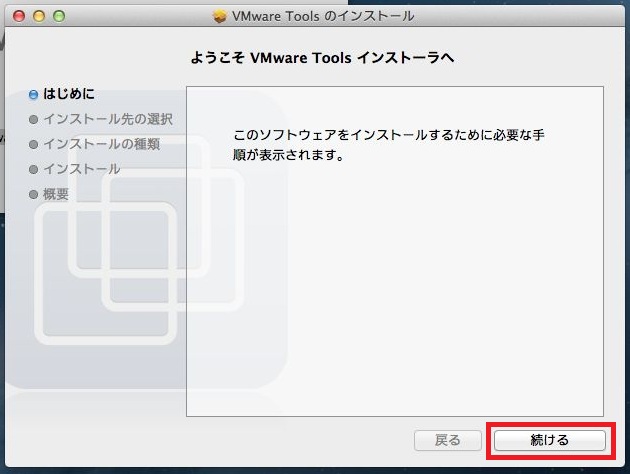 VMware Tools のインストール
ようこそ VMware Tools インストーラへ
はじめに
インストール先の選択
インストールの種類
インストール
概要
このソフトウェアをインストールするために必要な手
順が表示されます。
戻る
続ける